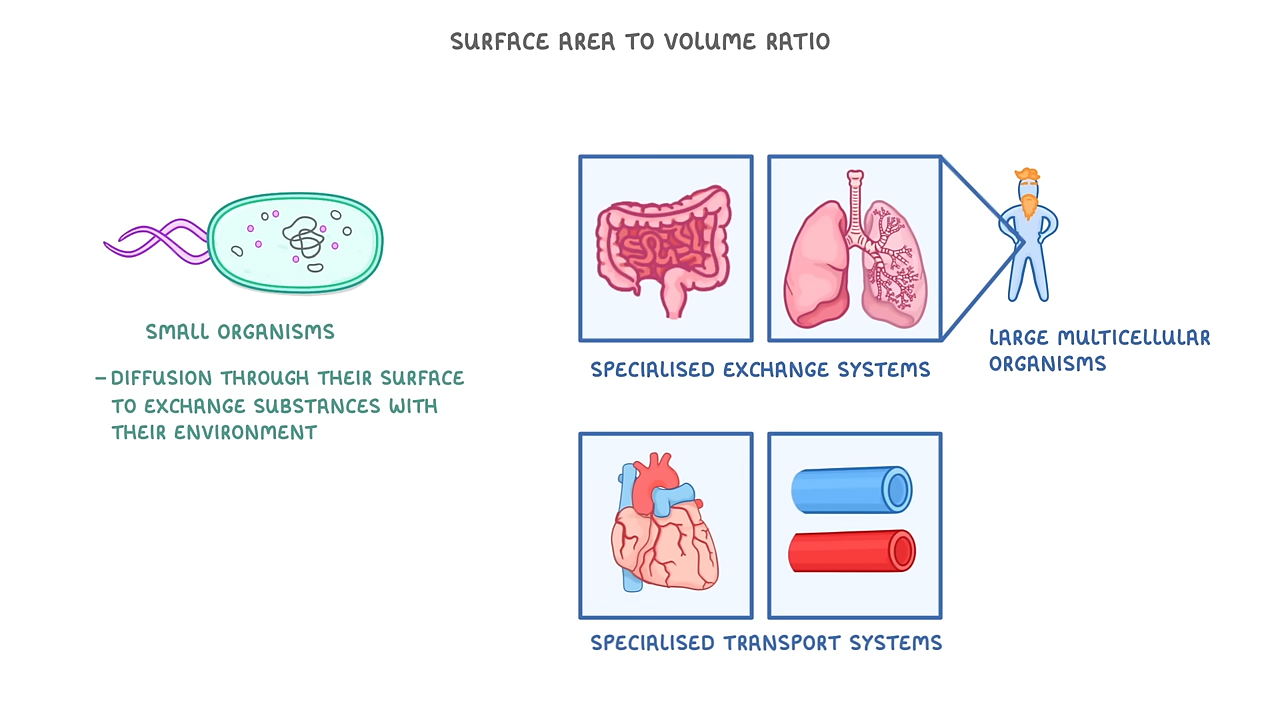 SURFACE AREA TO VOLUME RATIO
SMALL ORGANISMS
– DIFFUSION THROUGH THEIR SURFACE
TO EXCHANGE SUBSTANCES WITH
THEIR ENVIRONMENT
SPECIALISED EXCHANGE SYSTEMS
LARGE MULTICELLULAR
ORGANISMS
SPECIALISED TRANSPORT SYSTEMS